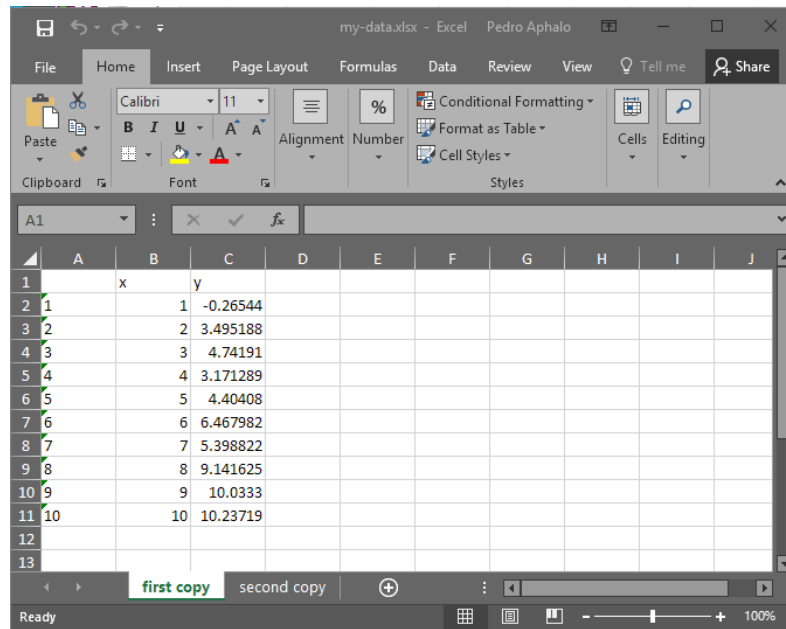 my-data.xlsx - Excel Pedro Aphalo
File Home Insert Page Layout Formulas Data Review View Tell me Share
Paste
Clipboard
Calibri 11
B I U A A
A
Font
Alignment
%
Number
Conditional Formatting
Format as Table
Cell Styles
Styles
Cells
Editing
A1 fx
A B C D E F G H I J
1 x y
2 1 1 -0.26544
3 2 2 3.495188
4 3 3 4.74191
5 4 4 3.171289
6 5 5 4.40408
7 6 6 6.467982
8 7 7 5.398822
9 8 8 9.141625
10 9 9 10.0333
11 10 10 10.23719
12
13
first copy second copy
Ready 100%